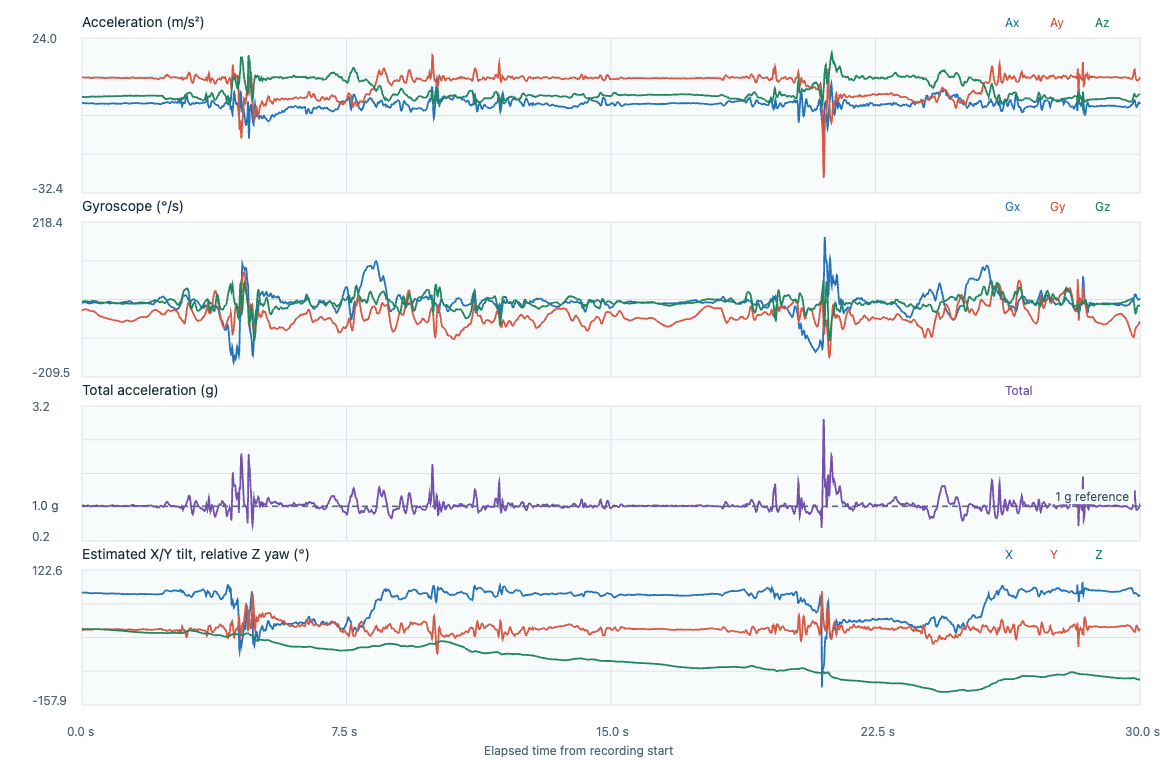 Acceleration (m/s²) Ax Ay Az
24.0
-32.4
Gyroscope (°/s) Gx Gy Gz
218.4
-209.5
Total acceleration (g) Total
3.2
1 g reference
1.0 g
0.2
Estimated X/Y tilt, relative Z yaw (°) X Y Z
122.6
-157.9
0.0 s 7.5 s 15.0 s 22.5 s 30.0 s
Elapsed time from recording start